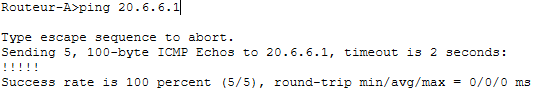 Routeur-A>ping 20.6.6.1
Type escape sequence to abort.
Sending 5, 100-byte ICMP Echos to 20.6.6.1, timeout is 2 seconds:
!!!!!
Success rate is 100 percent (5/5), round-trip min/avg/max = 0/0/0 ms